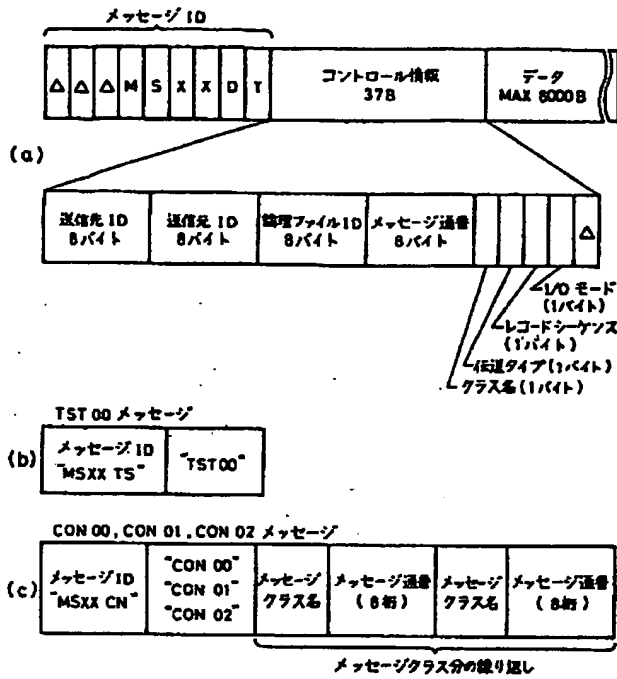 メッセージ ID
△ △ △ M S X X D T
コントロール情報
37B
データ
MAX 8000B
(a)
送信先 ID
8バイト
送信元 ID
8バイト
論理ファイルID
8バイト
メッセージ通番
8バイト
△
I/O モード
(1バイト)
レコードシーケンス
(1バイト)
伝送タイプ(1バイト)
クラス名(1バイト)
TST 00 メッセージ
(b)
メッセージ ID
"MSXX TS"
"TST00"
CON 00, CON 01, CON 02 メッセージ
(c)
メッセージID
"MSXX CN"
"CON 00"
"CON 01"
"CON 02"
メッセージ
クラス名
メッセージ通番
(8桁)
メッセージ
クラス名
メッセージ通番
(8桁)
メッセージクラス分の繰り返し